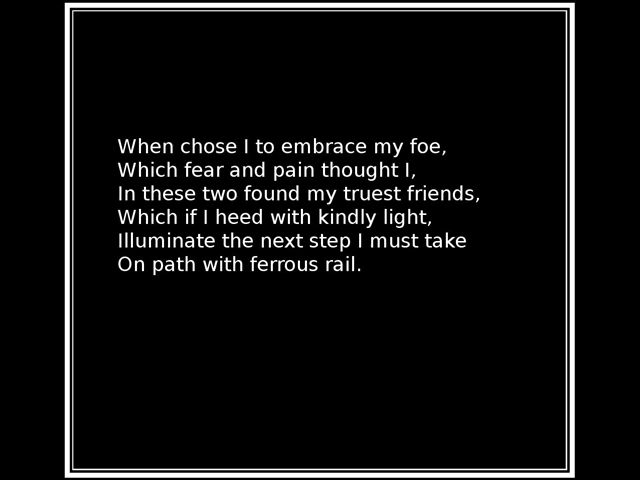 When chose I to embrace my foe,
Which fear and pain thought I,
In these two found my truest friends,
Which if I heed with kindly light,
Illuminate the next step I must take
On path with ferrous rail.